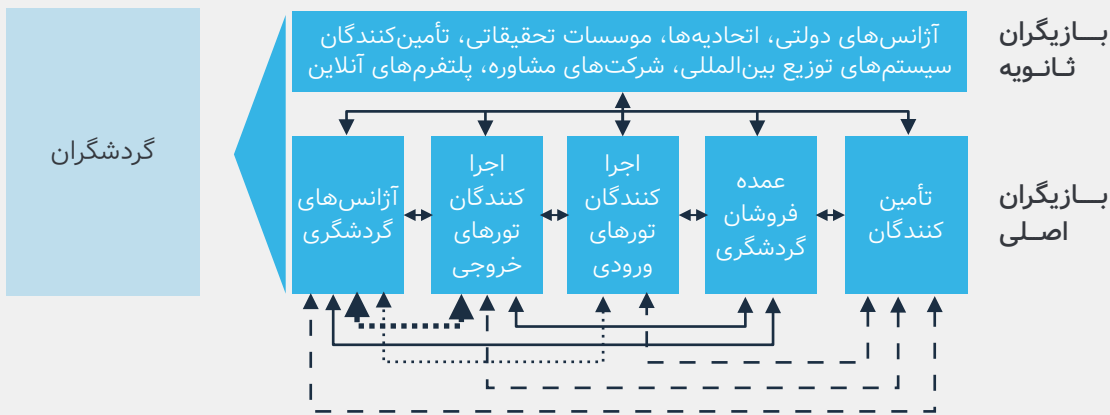 بـــازیگران
ثـانـویه
آژانس‌های دولتی، اتحادیه‌ها، موسسات تحقیقاتی، تأمین‌کنندگان
سیستم‌های توزیع بین‌المللی، شرکت‌های مشاوره، پلتفرم‌های آنلاین
بـــازیگران
اصـلی
تأمین
کنندگان
عمده
فروشان
گردشگری
اجرا
کنندگان
تورهای
ورودی
اجرا
کنندگان
تورهای
خروجی
آژانس‌های
گردشگری
گردشگران